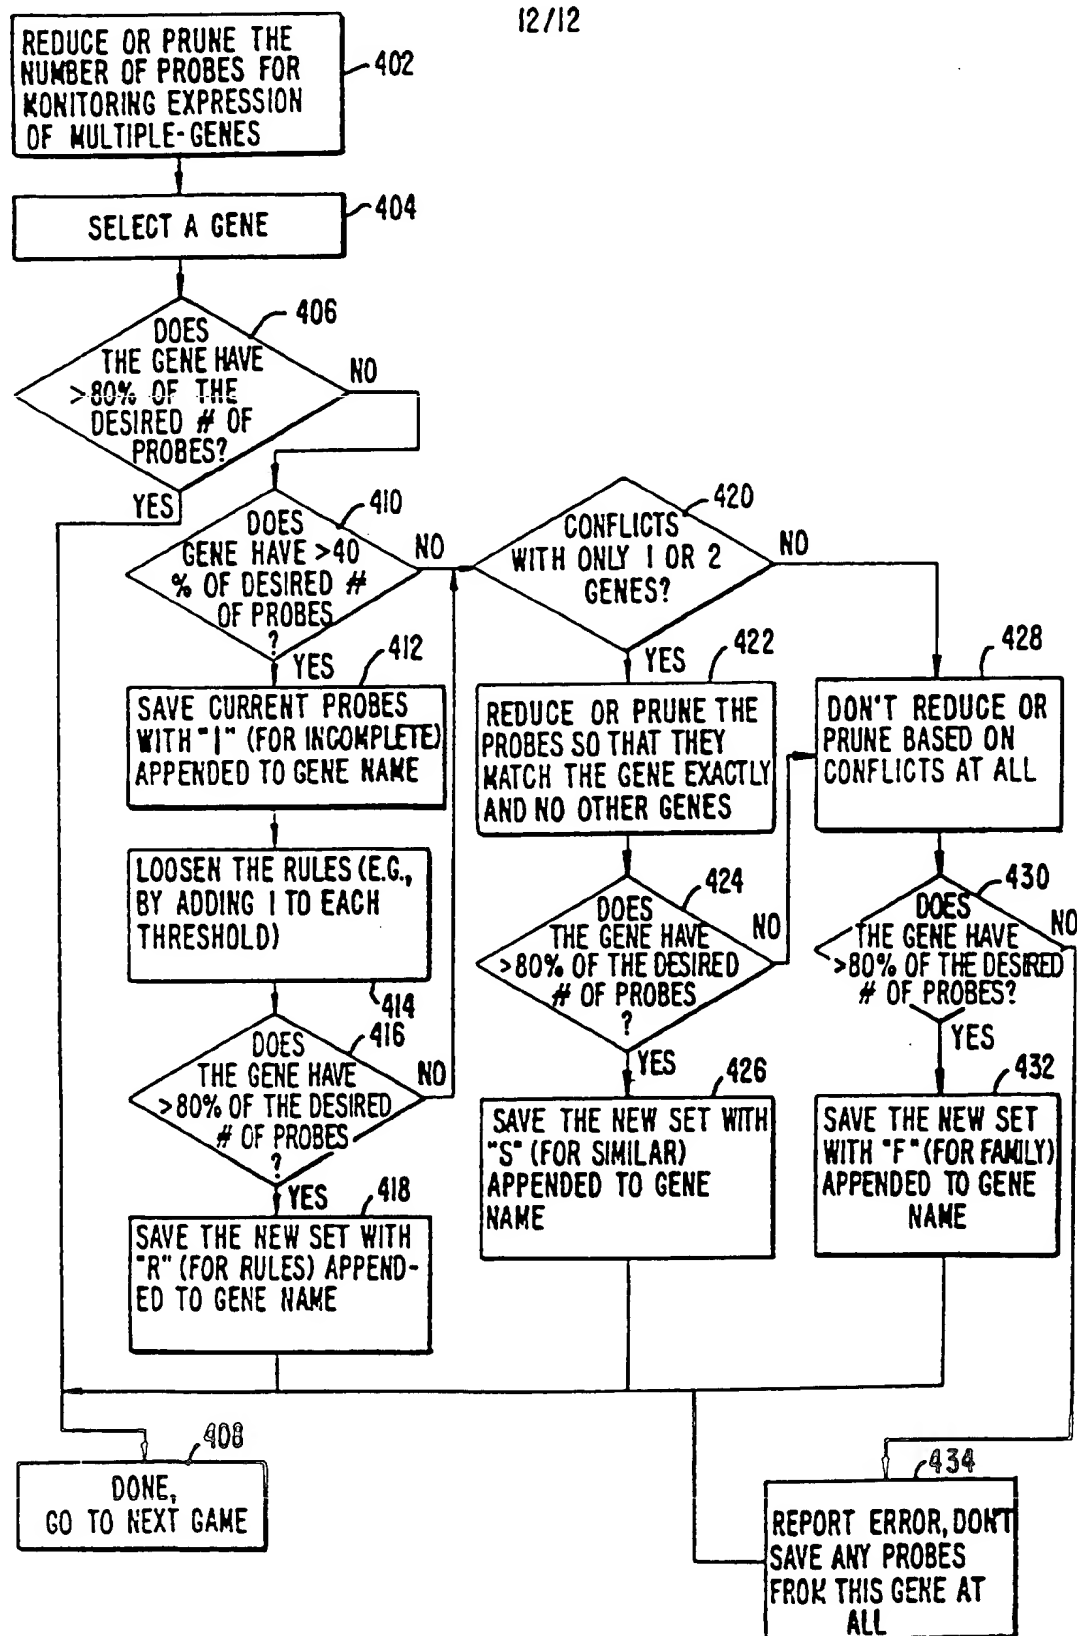 12/12
REDUCE OR PRUNE THE
NUMBER OF PROBES FOR
MONITORING EXPRESSION
OF MULTIPLE-GENES
402
SELECT A GENE
404
406
DOES
THE GENE HAVE
>80% OF THE
DESIRED # OF
PROBES?
NO
YES
410
DOES
GENE HAVE >40
% OF DESIRED #
OF PROBES
?
NO
YES
412
SAVE CURRENT PROBES
WITH "I" (FOR INCOMPLETE)
APPENDED TO GENE NAME
LOOSEN THE RULES (E.G.,
BY ADDING 1 TO EACH
THRESHOLD)
414
416
DOES
THE GENE HAVE
>80% OF THE DESIRED
# OF PROBES
?
NO
YES
418
SAVE THE NEW SET WITH
"R" (FOR RULES) APPEND-
ED TO GENE NAME
420
CONFLICTS
WITH ONLY 1 OR 2
GENES?
NO
YES
422
REDUCE OR PRUNE THE
PROBES SO THAT THEY
MATCH THE GENE EXACTLY
AND NO OTHER GENES
424
DOES
THE GENE HAVE
>80% OF THE DESIRED
# OF PROBES
?
NO
YES
426
SAVE THE NEW SET WITH
"S" (FOR SIMILAR)
APPENDED TO GENE
NAME
428
DON'T REDUCE OR
PRUNE BASED ON
CONFLICTS AT ALL
430
DOES
THE GENE HAVE
>80% OF THE DESIRED
# OF PROBES?
NO
YES
432
SAVE THE NEW SET
WITH "F" (FOR FAMILY)
APPENDED TO GENE
NAME
408
DONE,
GO TO NEXT GAME
434
REPORT ERROR, DON'T
SAVE ANY PROBES
FROM THIS GENE AT
ALL